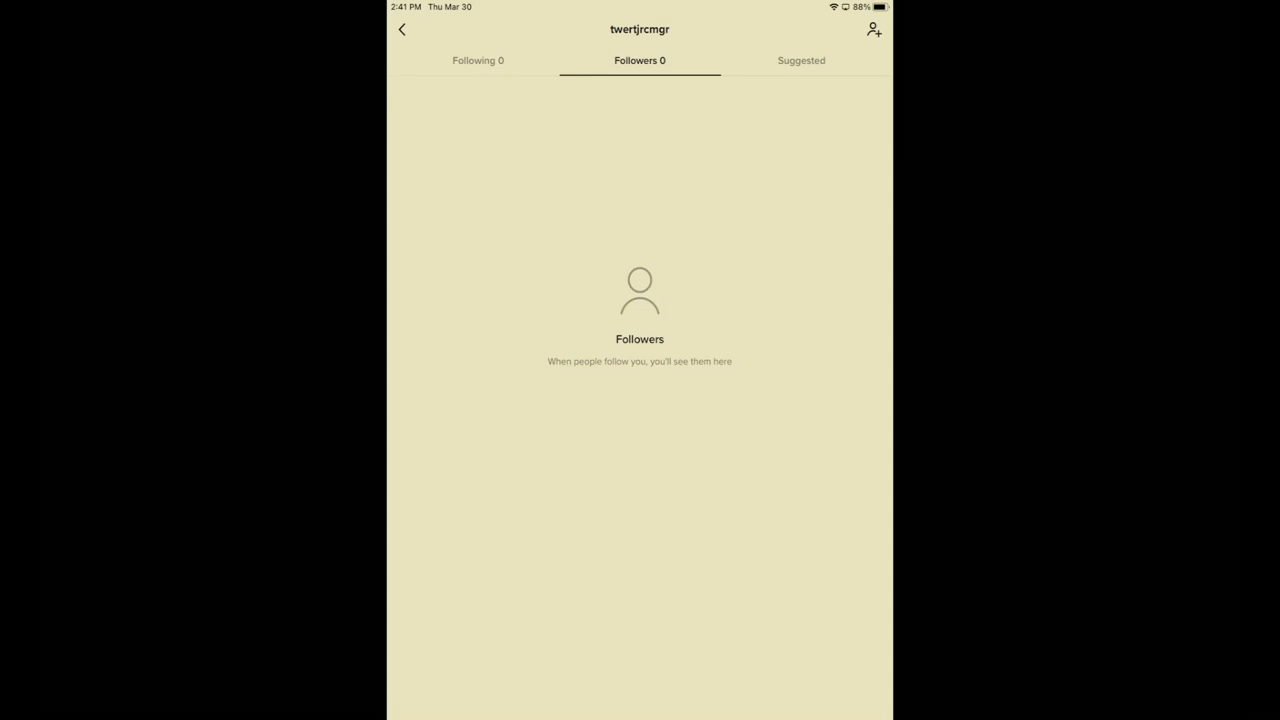 2:41 PM Thu Mar 30 88%
twertjrcmgr
Following 0 Followers 0 Suggested
Followers
When people follow you, you'll see them here